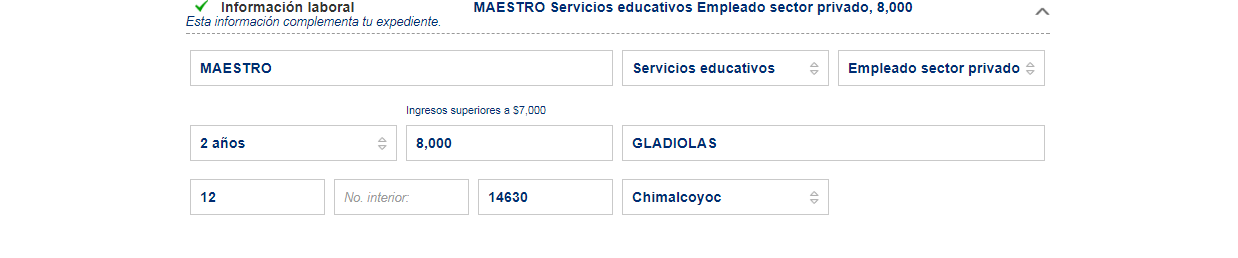 Información laboral MAESTRO Servicios educativos Empleado sector privado, 8,000
Esta información complementa tu expediente.
MAESTRO Servicios educativos Empleado sector privado
Ingresos superiores a $7,000
2 años 8,000 GLADIOLAS
12 No. interior: 14630 Chimalcoyoc